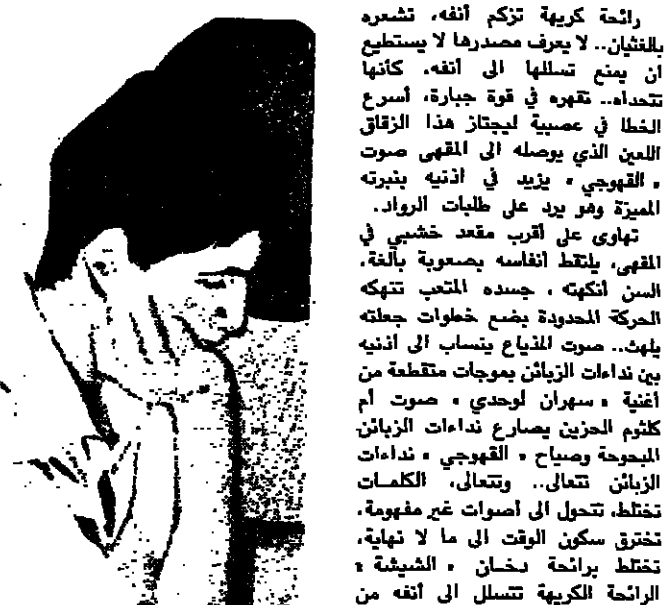 رائحة كريهة تزكم أنفه، تشعره
بالغثيان.. لا يعرف مصدرها لا يستطيع
ان يمنع تسللها الى أنفه، كأنها
تتحداه.. تقهره في قوة جبارة، أسرع
الخطا في عصبية ليجتاز هذا الزقاق
اللعين الذي يوصله الى المقهى صوت
« القهوجي » يزيد في اذنيه بنبرته
المميزة وهو يرد على طلبات الرواد.
تهاوى على أقرب مقعد خشبي في
المقهى، يلتقط انفاسه بصعوبة بالغة،
السن أنكهته ، جسده المتعب تنهكه
الحركة المحدودة بضع خطوات جعلته
يلهث.. صوت المذياع ينساب الى أذنيه
بين نداءات الزبائن بموجات متقطعة من
أغنية « سهران لوحدي » صوت أم
كلثوم الحزين يصارع نداءات الزبائن
المبحوحة وصياح « القهوجي » نداءات
الزبائن تتعالى.. وتتعالى، الكلمات
تختلط، تتحول الى أصوات غير مفهومة،
تخترق سكون الوقت الى ما لا نهاية،
تختلط برائحة دخان « الشيشة »
الرائحة الكريهة تتسلل الى أنفه من